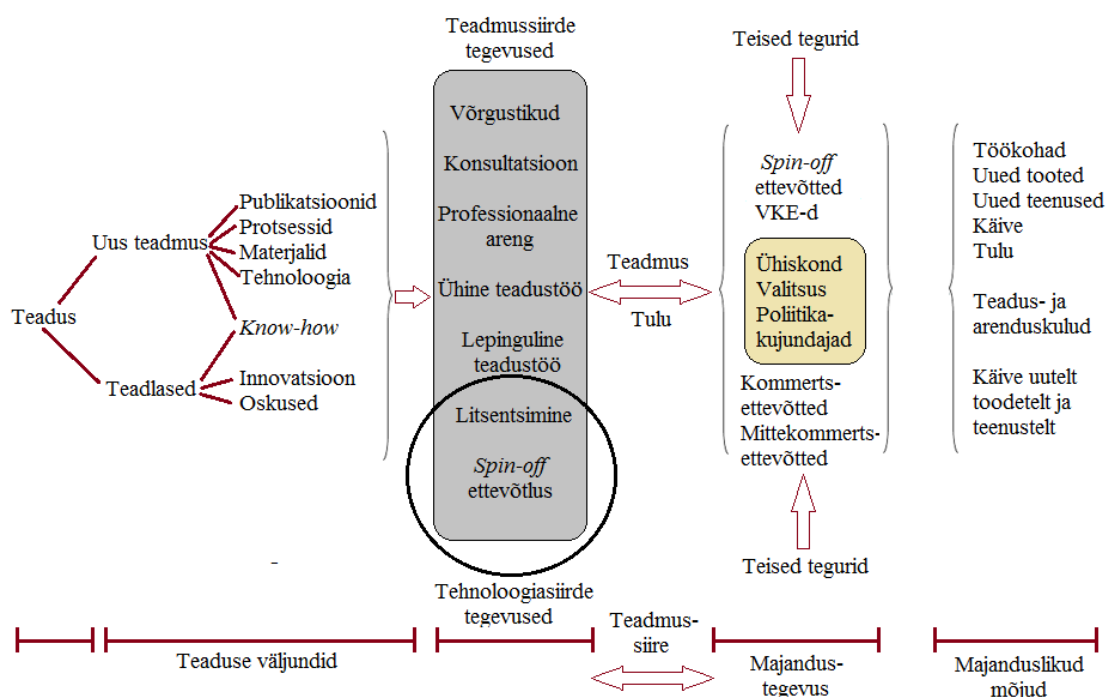 Teadmussiirde
tegevused
Teised tegurid
Võrgustikud
Konsultatsioon
Professionaalne
areng
Ühine teadustöö
Lepinguline
teadustöö
Litsentsimine
Spin-off
ettevõtlus
Tehnoloogiasiirde
tegevused
Teadus
Uus teadmus
Teadlased
Publikatsioonid
Protsessid
Materjalid
Tehnoloogia
Know-how
Innovatsioon
Oskused
Teadmus
Tulu
Spin-off
ettevõtted
VKE-d
Ühiskond
Valitsus
Poliitika-
kujundajad
Kommerts-
ettevõtted
Mittekommerts-
ettevõtted
Teised tegurid
Töökohad
Uued tooted
Uued teenused
Käive
Tulu
Teadus- ja
arenduskulud
Käive uutelt
toodetelt ja
teenustelt
Teaduse väljundid
Teadmus-
siire
Majandus-
tegevus
Majanduslikud
mõjud